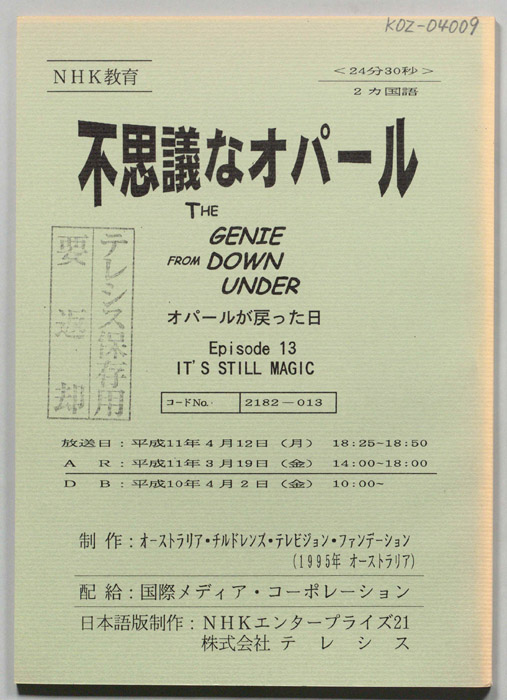 KOZ-04009
NHK教育
<24分30秒>
2カ国語
不思議なオパール
THE
GENIE
FROM DOWN
UNDER
オパールが戻った日
Episode 13
IT'S STILL MAGIC
コードNo. 2182-013
テレシス保存用
要返却
放送日:平成11年4月12日(月) 18:25~18:50
AR:平成11年3月19日(金) 14:00~18:00
DB:平成10年4月2日(金) 10:00~
制作:オーストラリア・チルドレンズ・テレビジョン・ファンデーション
(1995年 オーストラリア)
配給:国際メディア・コーポレーション
日本語版制作:NHKエンタープライズ21
株式会社テレシス